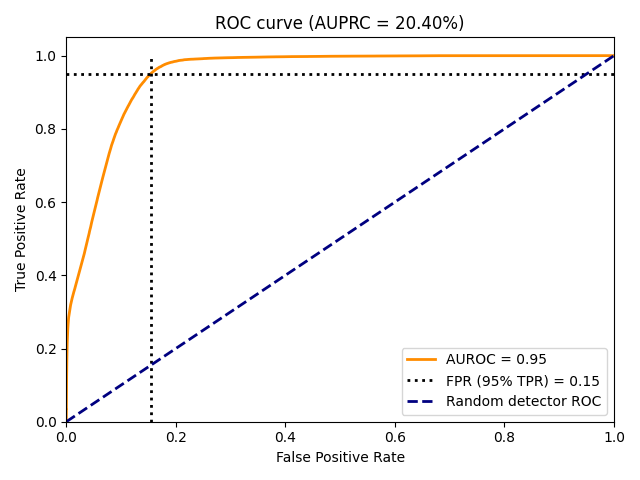 ROC curve (AUPRC = 20.40%)
True Positive Rate
1.0
0.8
0.6
0.4
0.2
0.0
AUROC = 0.95
FPR (95% TPR) = 0.15
Random detector ROC
0.0 0.2 0.4 0.6 0.8 1.0
False Positive Rate